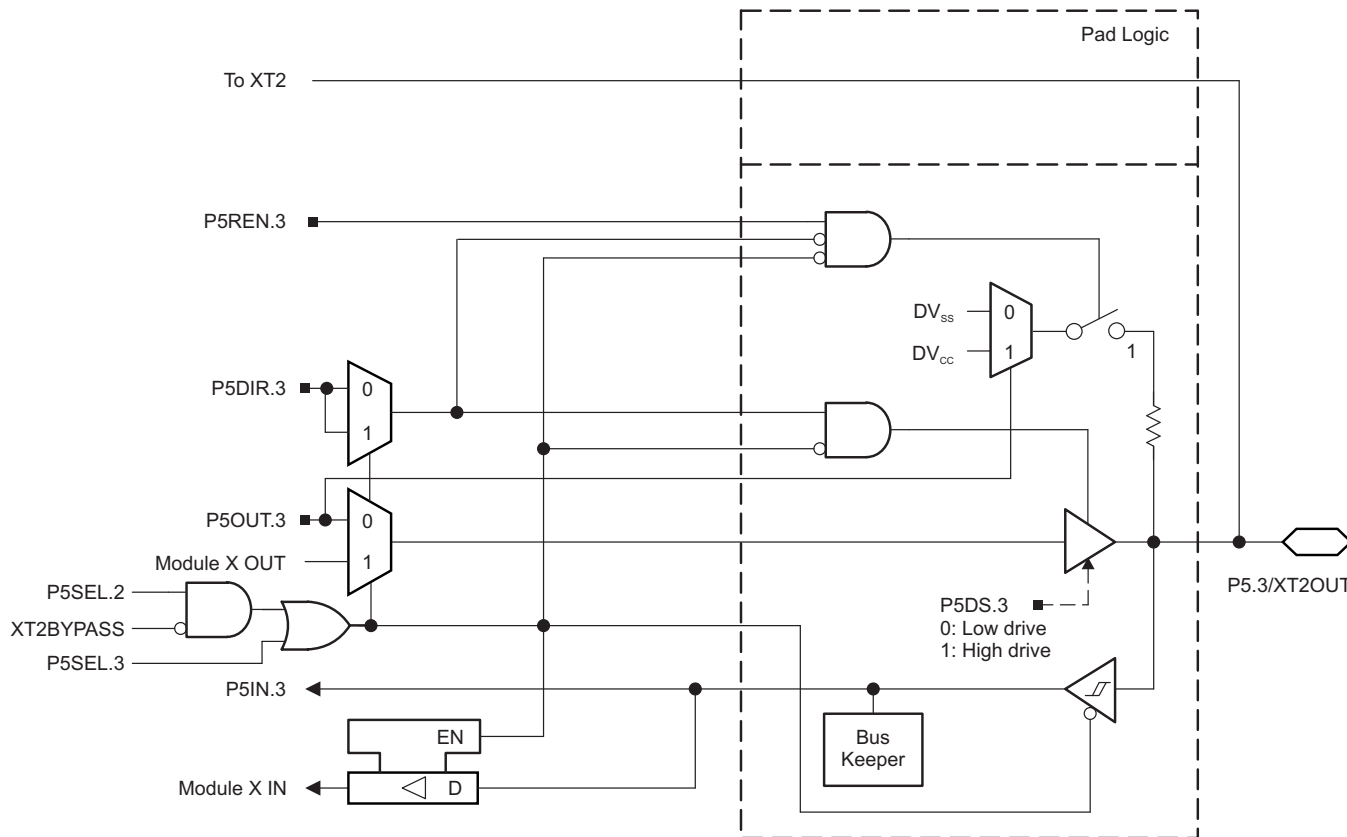 Pad Logic
To XT2
P5REN.3
DVSS
0
DVCC
1
1
P5DIR.3
0
1
P5OUT.3
0
Module X OUT
1
P5SEL.2
XT2BYPASS
P5SEL.3
P5.3/XT2OUT
P5DS.3
0: Low drive
1: High drive
P5IN.3
EN
Bus
Keeper
Module X IN
D